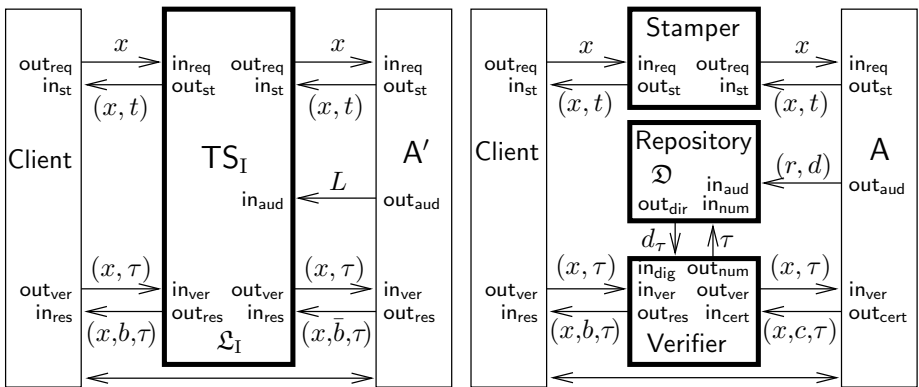 x x
out_req in_req out_req in_req
in_st out_st in_st out_st
(x, t) (x, t)
Client TS_I A′
L
in_aud out_aud
(x, τ) (x, τ)
out_ver in_ver out_ver in_ver
in_res out_res in_res out_res
(x,b,τ) 𝔏_I (x,b̄,τ)
x Stamper x
out_req in_req out_req in_req
in_st out_st in_st out_st
(x, t) (x, t)
Client Repository A
𝔇 (r, d)
in_aud out_aud
out_dir in_num
d_τ τ
(x, τ) in_dig out_num (x, τ)
out_ver in_ver out_ver in_ver
in_res out_res in_cert out_cert
(x,b,τ) Verifier (x,c,τ)